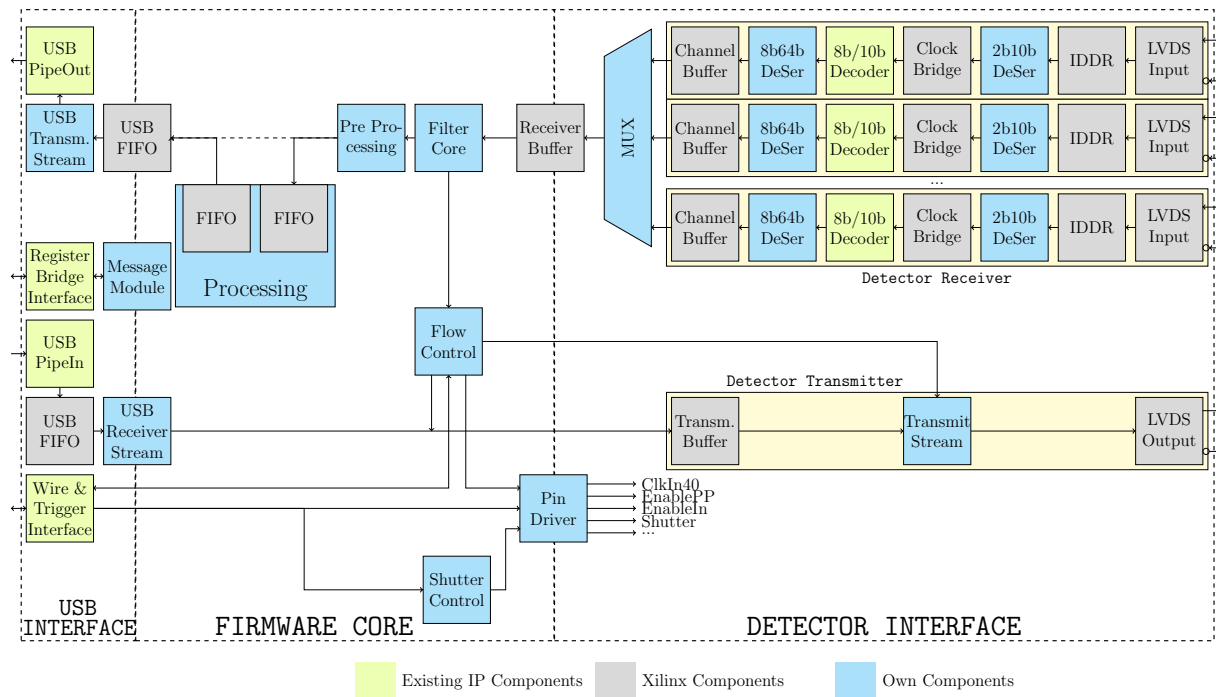 USB
PipeOut
USB
Transm.
Stream
USB
FIFO
Pre Pro-
cessing
Filter
Core
Receiver
Buffer
MUX
Channel
Buffer
8b64b
DeSer
8b/10b
Decoder
Clock
Bridge
2b10b
DeSer
IDDR
LVDS
Input
Channel
Buffer
8b64b
DeSer
8b/10b
Decoder
Clock
Bridge
2b10b
DeSer
IDDR
LVDS
Input
...
Channel
Buffer
8b64b
DeSer
8b/10b
Decoder
Clock
Bridge
2b10b
DeSer
IDDR
LVDS
Input
Detector Receiver
FIFO
FIFO
Processing
Register
Bridge
Interface
Message
Module
USB
PipeIn
Flow
Control
USB
FIFO
USB
Receiver
Stream
Detector Transmitter
Transm.
Buffer
Transmit
Stream
LVDS
Output
Wire &
Trigger
Interface
Pin
Driver
ClkIn40
EnablePP
EnableIn
Shutter
...
Shutter
Control
USB
INTERFACE
FIRMWARE CORE
DETECTOR INTERFACE
Existing IP Components
Xilinx Components
Own Components